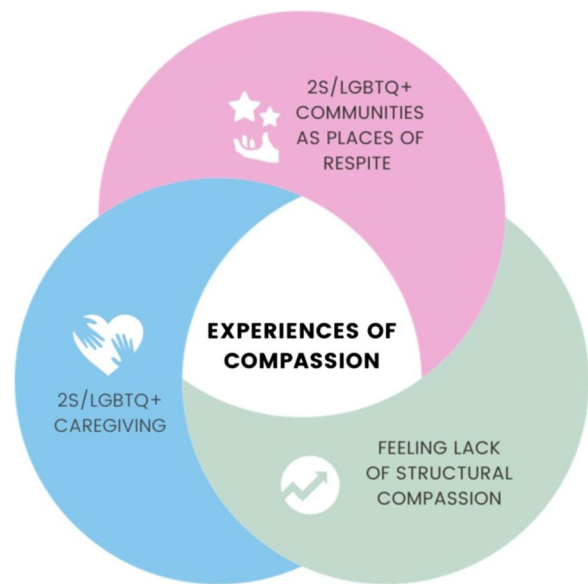 2S/LGBTQ+
COMMUNITIES
AS PLACES OF
RESPITE
EXPERIENCES OF
COMPASSION
2S/LGBTQ+
CAREGIVING
FEELING LACK
OF STRUCTURAL
COMPASSION